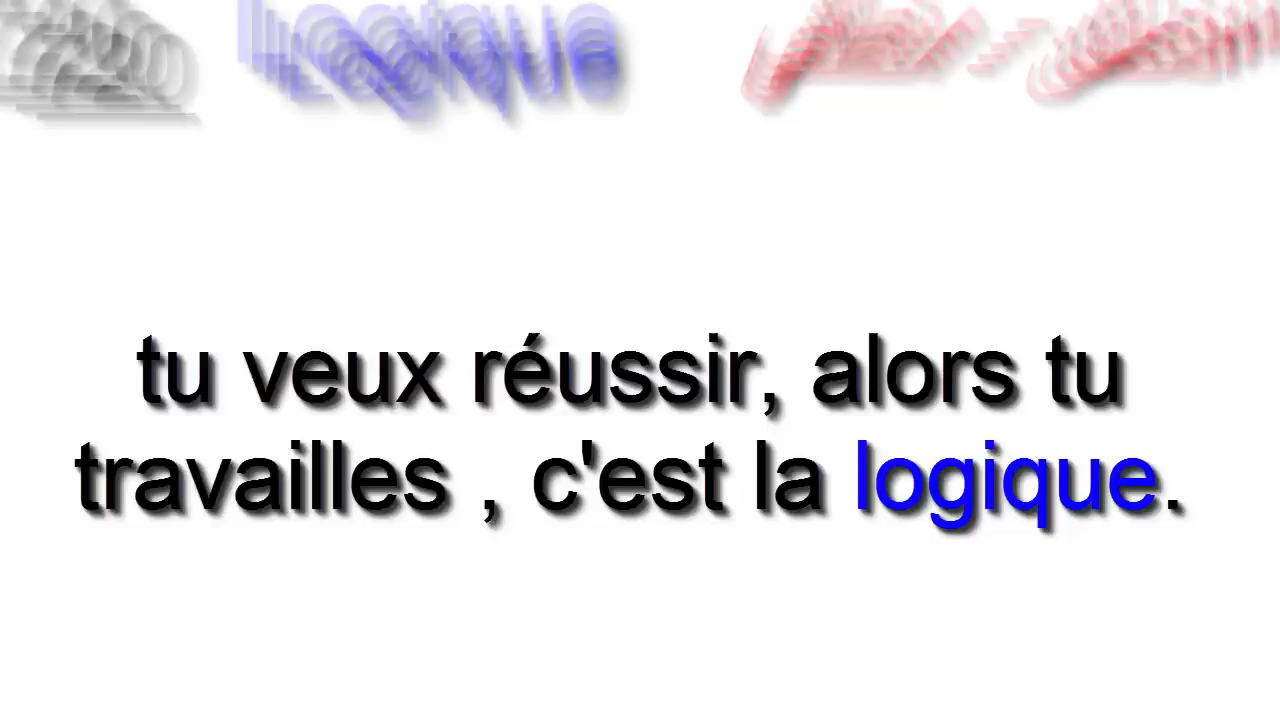 Logique
tu veux réussir, alors tu
travailles , c'est la logique.